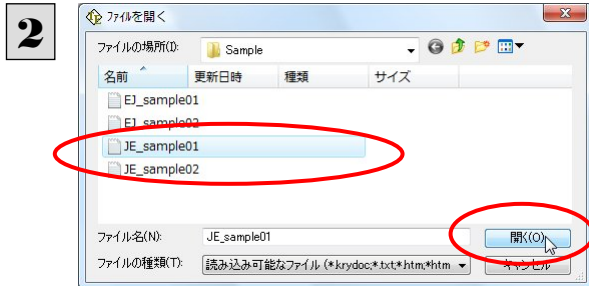 2
ファイルを開く
ファイルの場所(I): Sample
名前 更新日時 種類 サイズ
EJ_sample01
EJ_sample02
JE_sample01
JE_sample02
ファイル名(N): JE_sample01 開く(O)
ファイルの種類(T): 読み込み可能なファイル (*.krydoc;*.txt;*.htm;*.htm キャンセル